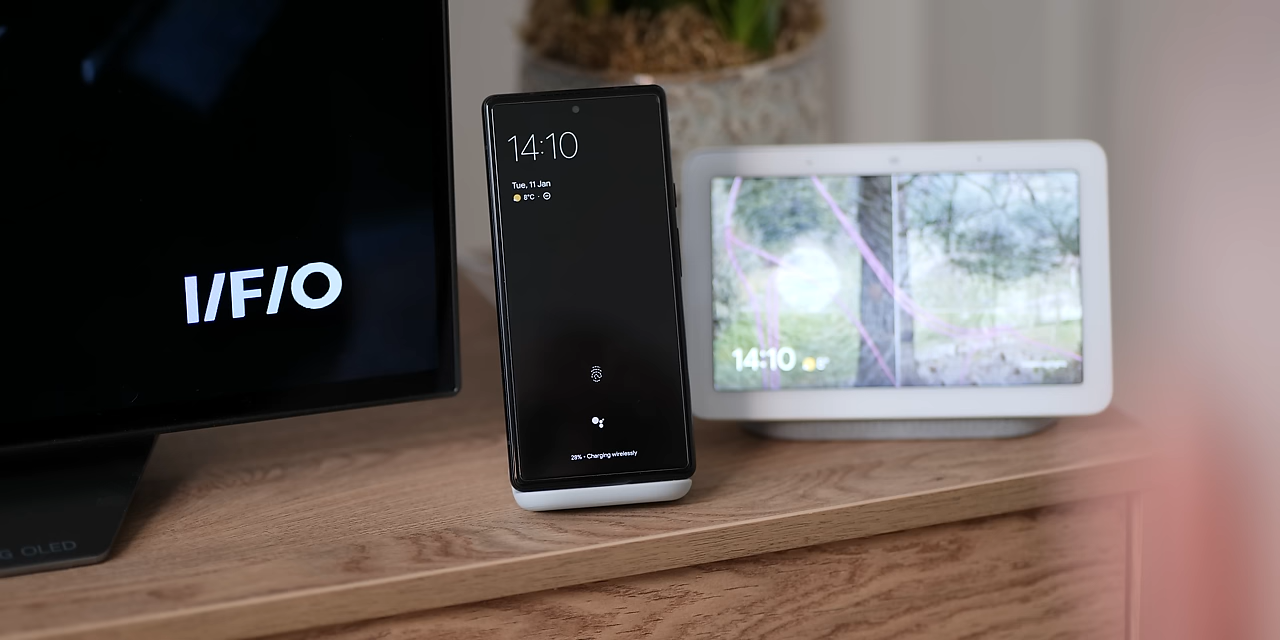 I/F/O
G OLED
14:10
Tue, 11 Jan
8°C ·
28% · Charging wirelessly
14:10